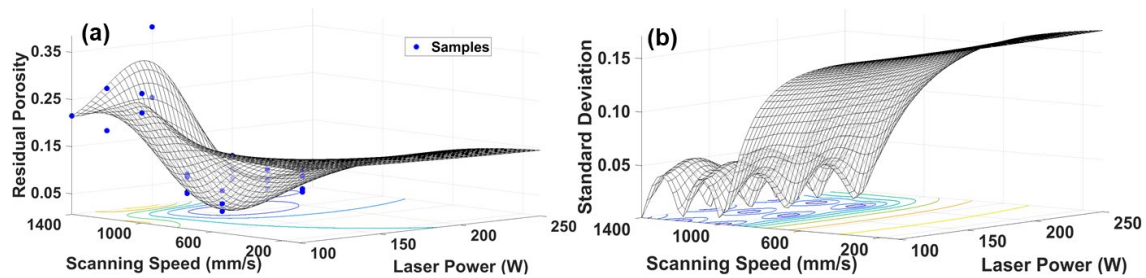 (a)
Samples
Residual Porosity
0.35
0.25
0.15
0.05
1400
1000
600
200
100
150
200
250
Scanning Speed (mm/s)
Laser Power (W)
(b)
Standard Deviation
0.15
0.10
0.05
1400
1000
600
200
100
150
200
250
Scanning Speed (mm/s)
Laser Power (W)